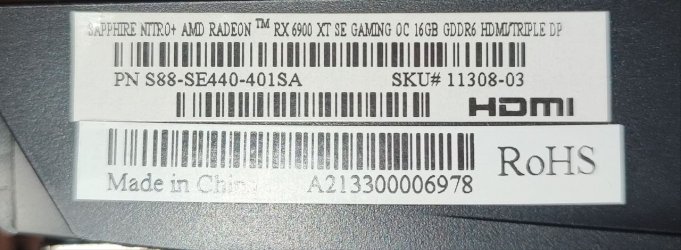 SAPPHIRE NITRO+ AMD RADEON ™ RX 6900 XT SE GAMING OC 16GB GDDR6 HDMI/TRIPLE DP
PN S88-SE440-401SA SKU# 11308-03
HDMI
RoHS
Made in China A213300006978